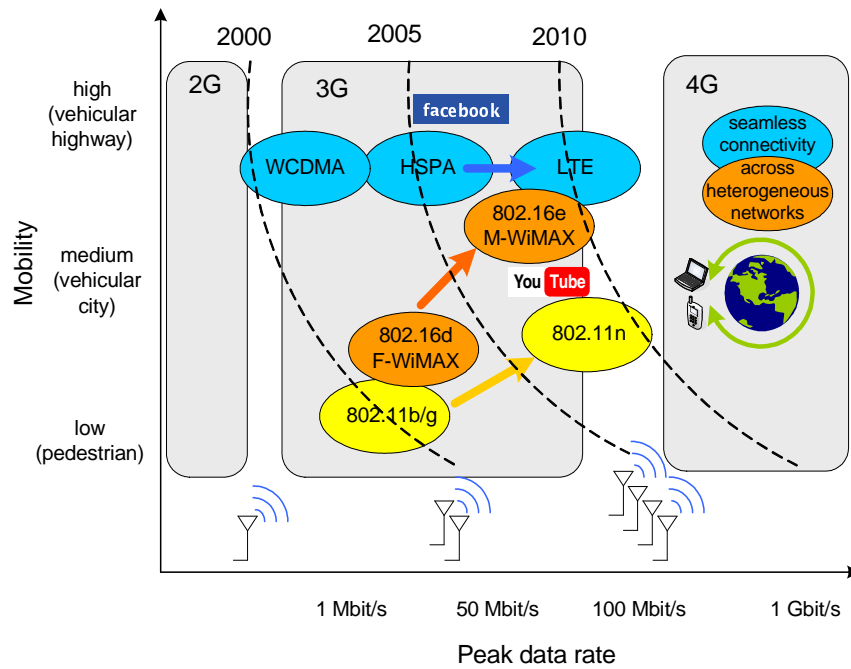 2000
2005
2010
2G
3G
4G
high
(vehicular
highway)
facebook
seamless
connectivity
across
heterogeneous
networks
WCDMA
HSPA
LTE
802.16e
M-WiMAX
Mobility
medium
(vehicular
city)
You Tube
802.16d
F-WiMAX
802.11n
802.11b/g
low
(pedestrian)
1 Mbit/s
50 Mbit/s
100 Mbit/s
1 Gbit/s
Peak data rate